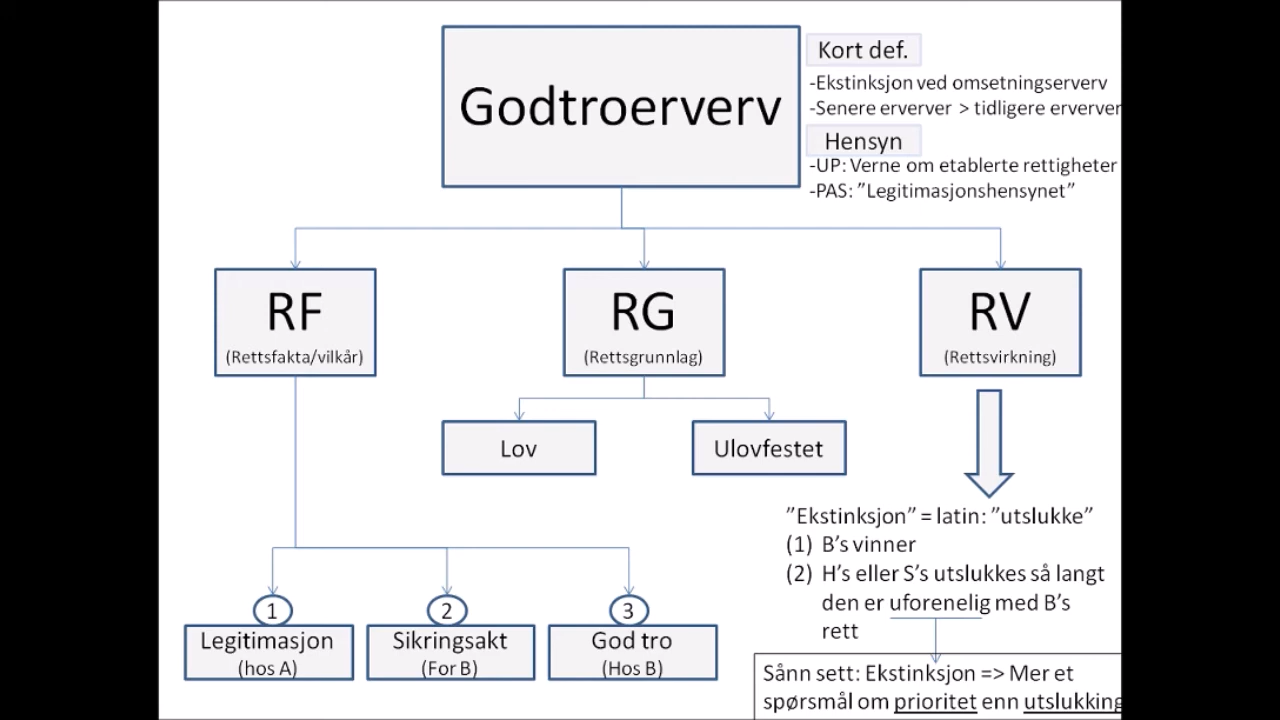 Godtroerverv
Kort def.
-Ekstinksjon ved omsetningserverv
-Senere erverver > tidligere erverver
Hensyn
-UP: Verne om etablerte rettigheter
-PAS: ”Legitimasjonshensynet”
RF
(Rettsfakta/vilkår)
RG
(Rettsgrunnlag)
RV
(Rettsvirkning)
Lov
Ulovfestet
”Ekstinksjon” = latin: ”utslukke”
(1) B’s vinner
(2) H’s eller S’s utslukkes så langt
den er uforenelig med B’s
rett
1
Legitimasjon
(hos A)
2
Sikringsakt
(For B)
3
God tro
(Hos B)
Sånn sett: Ekstinksjon => Mer et
spørsmål om prioritet enn utslukking